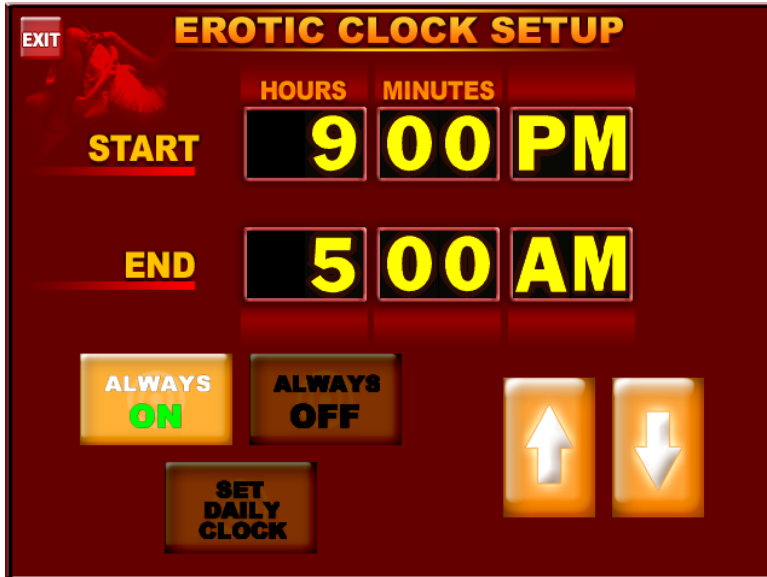 EXIT
EROTIC CLOCK SETUP
HOURS MINUTES
START 9 00 PM
END 5 00 AM
ALWAYS
ON
ALWAYS
OFF
SET
DAILY
CLOCK